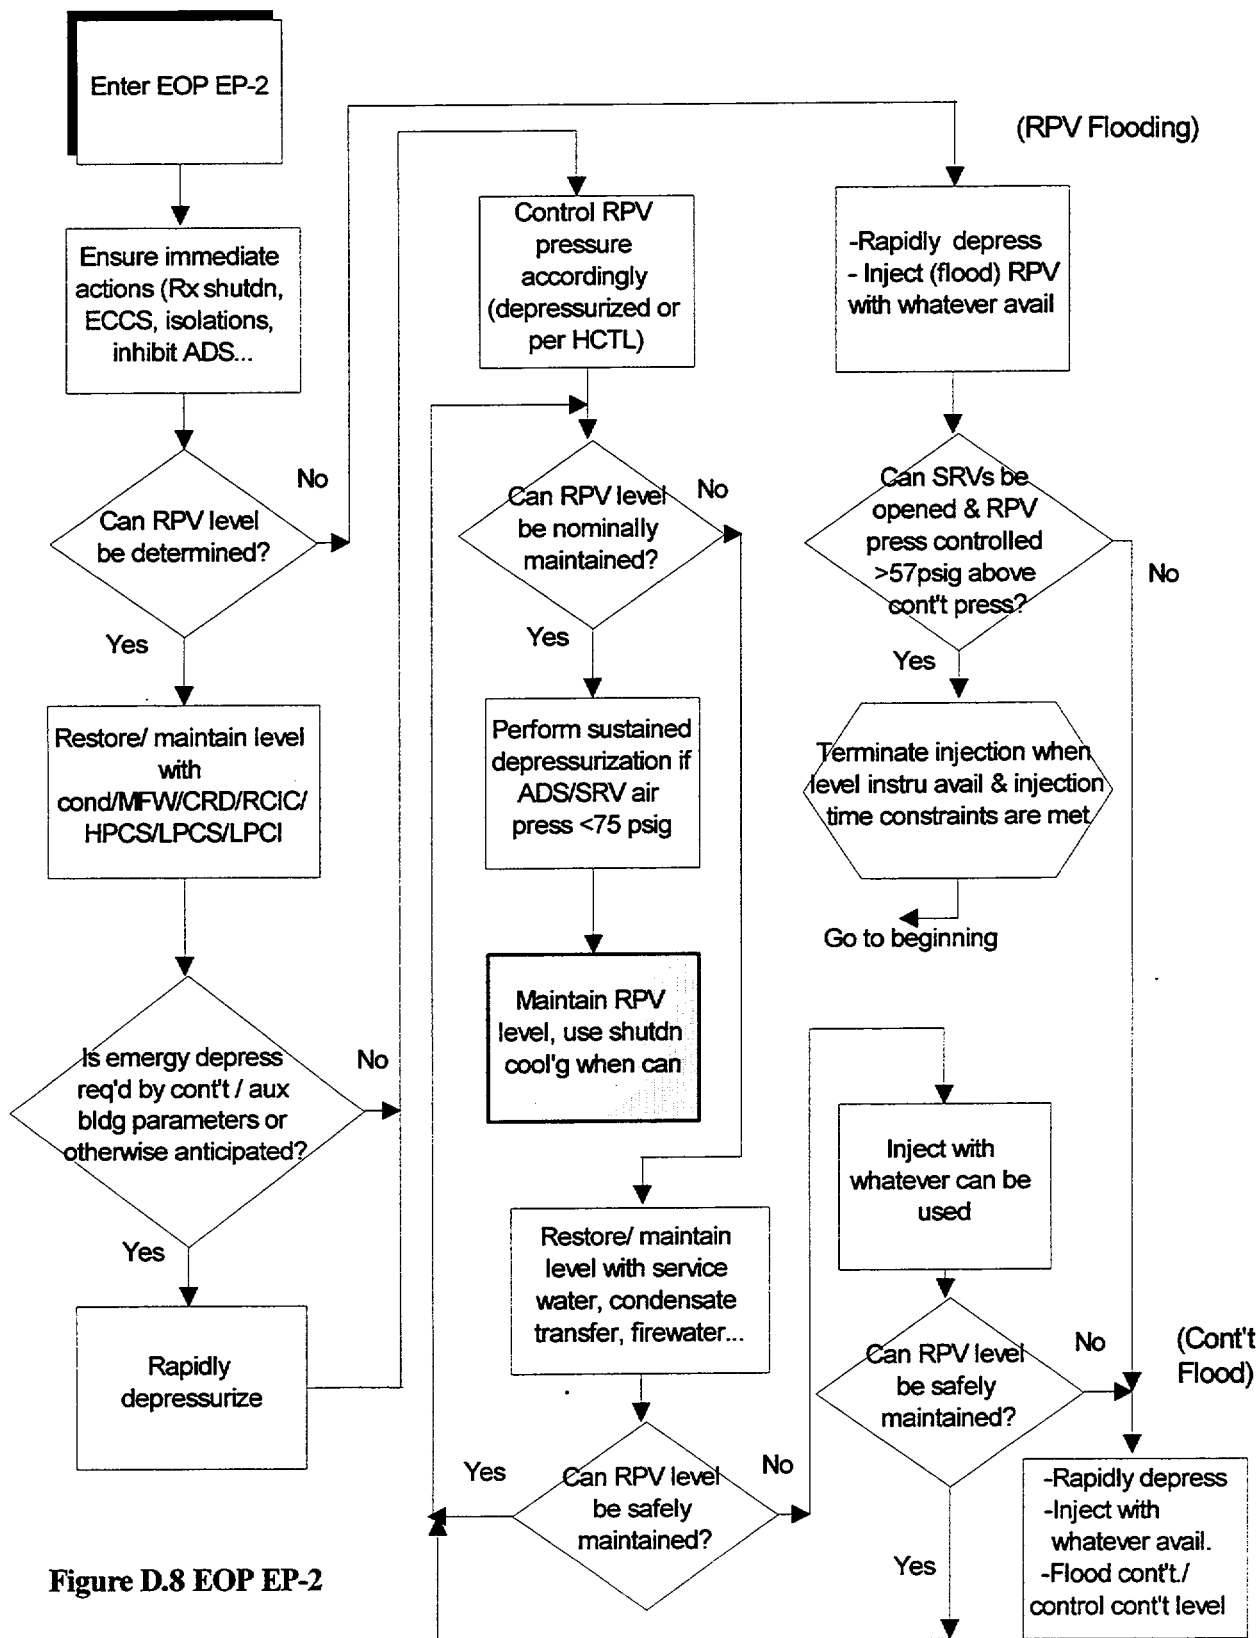 Enter EOP EP-2
Ensure immediate
actions (Rx shutdn,
ECCS, isolations,
inhibit ADS...
No
Can RPV level
be determined?
Yes
Restore/ maintain level
with
cond/MFW/CRD/RCIC/
HPCS/LPCS/LPCI
Is emergy depress
req'd by cont't / aux
bldg parameters or
otherwise anticipated?
No
Yes
Rapidly
depressurize
Control RPV
pressure
accordingly
(depressurized or
per HCTL)
Can RPV level
be nominally
maintained?
No
Yes
Perform sustained
depressurization if
ADS/SRV air
press <75 psig
Maintain RPV
level, use shutdn
cool'g when can
Restore/ maintain
level with service
water, condensate
transfer, firewater...
Yes
Can RPV level
be safely
maintained?
No
(RPV Flooding)
-Rapidly depress
- Inject (flood) RPV
with whatever avail
Can SRVs be
opened & RPV
press controlled
>57psig above
cont't press?
No
Yes
Terminate injection when
level instru avail & injection
time constraints are met
Go to beginning
Inject with
whatever can be
used
Can RPV level
be safely
maintained?
No
Yes
(Cont't
Flood)
-Rapidly depress
-Inject with
whatever avail.
-Flood cont't./
control cont't level
Figure D.8 EOP EP-2